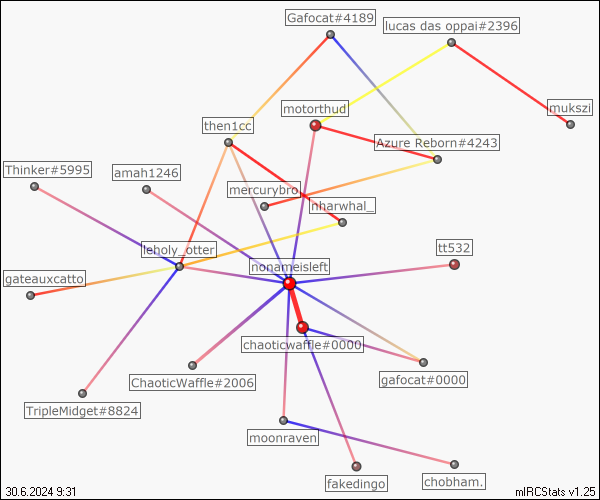 Gafocat#4189
lucas das oppai#2396
motorthud
mukszi
then1cc
Azure Reborn#4243
Thinker#5995
amah1246
mercurybro
nharwhal_
leholy_otter
tt532
nonameisleft
gateauxcatto
chaoticwaffle#0000
ChaoticWaffle#2006
gafocat#0000
TripleMidget#8824
moonraven
fakedingo
chobham.
30.6.2024 9:31
mIRCStats v1.25